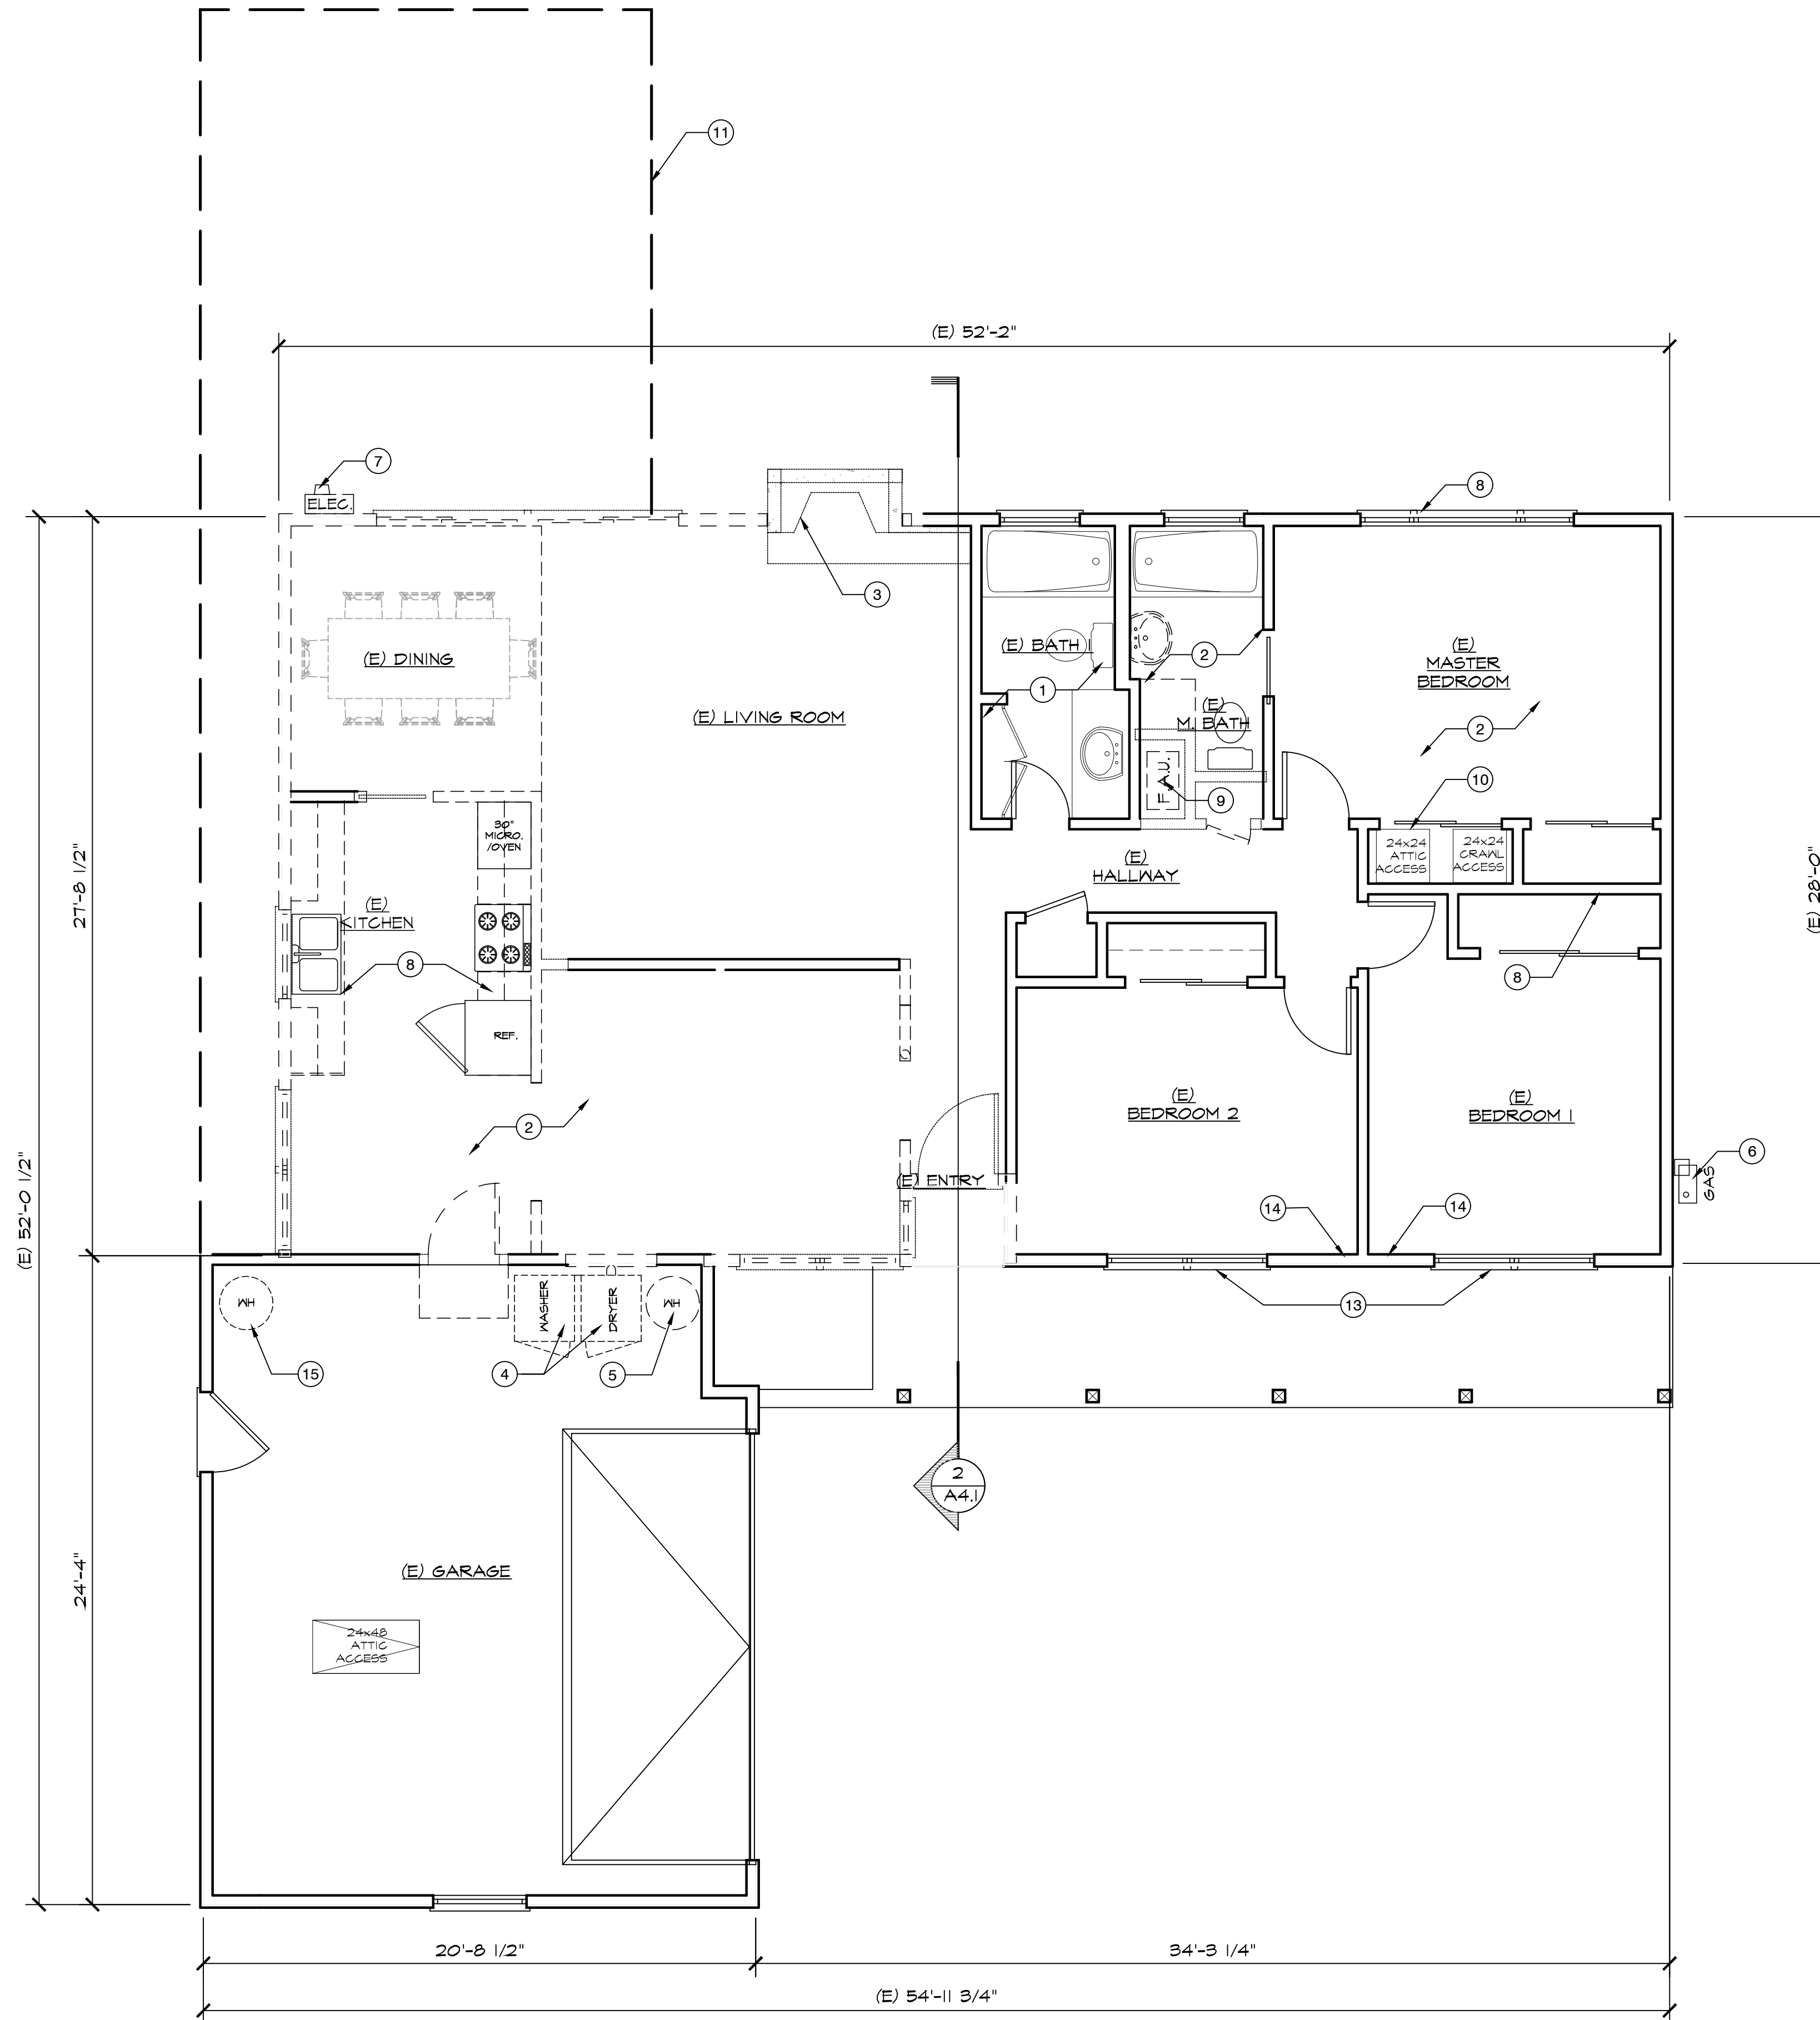 11
(E) 52'-2"
7
ELEC.
8
3
(E) DINING
(E) BATH 1
2
(E)
MASTER
BEDROOM
1
(E) LIVING ROOM
(E)
M. BATH
2
10
F.A.U.
9
30"
MICRO.
/OVEN
24x24
ATTIC
ACCESS
24x24
CRAWL
ACCESS
(E)
HALLWAY
27'-8 1/2"
(E) 28'-0"
(E)
KITCHEN
8
8
REF.
(E)
BEDROOM 2
(E)
BEDROOM 1
2
6
GAS
(E) ENTRY
14
14
(E) 52'-0 1/2"
WH
WASHER
DRYER
WH
13
15
4
5
2
A4.1
24'-4"
(E) GARAGE
24x48
ATTIC
ACCESS
20'-8 1/2"
34'-3 1/4"
(E) 54'-11 3/4"